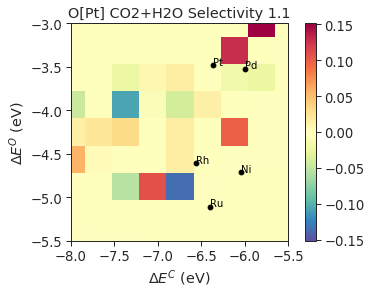 O[Pt] CO2+H2O Selectivity 1.1
−3.0
−3.5
−4.0
−4.5
−5.0
−5.5
ΔE^O (eV)
Pt
Pd
Rh
Ni
Ru
−8.0 −7.5 −7.0 −6.5 −6.0 −5.5
ΔE^C (eV)
0.15
0.10
0.05
0.00
−0.05
−0.10
−0.15